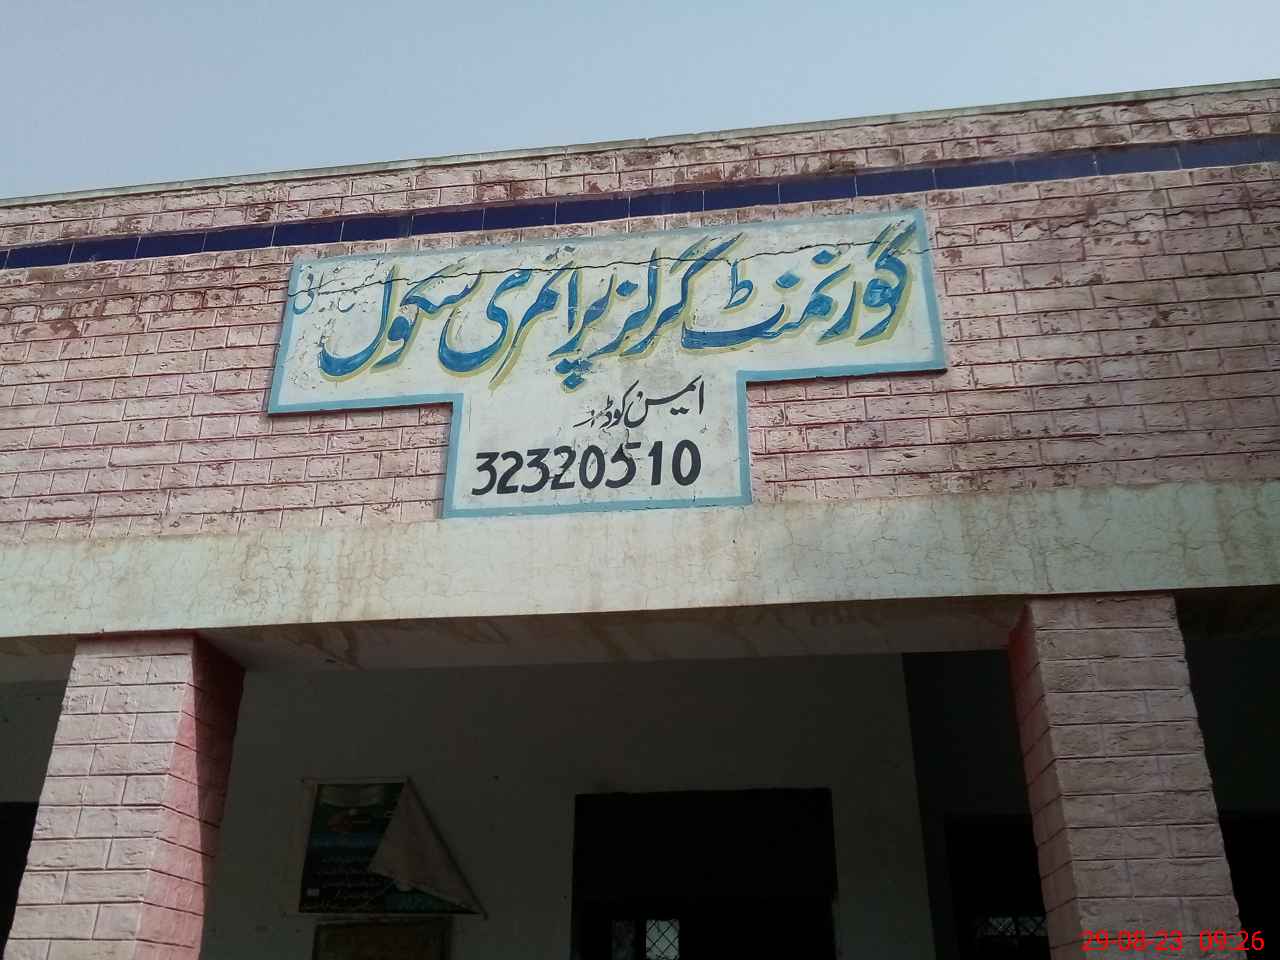 گورنمنٹ گرلز پرائمری سکول
ایمس کوڈ
32320510
29-08-23 09:26